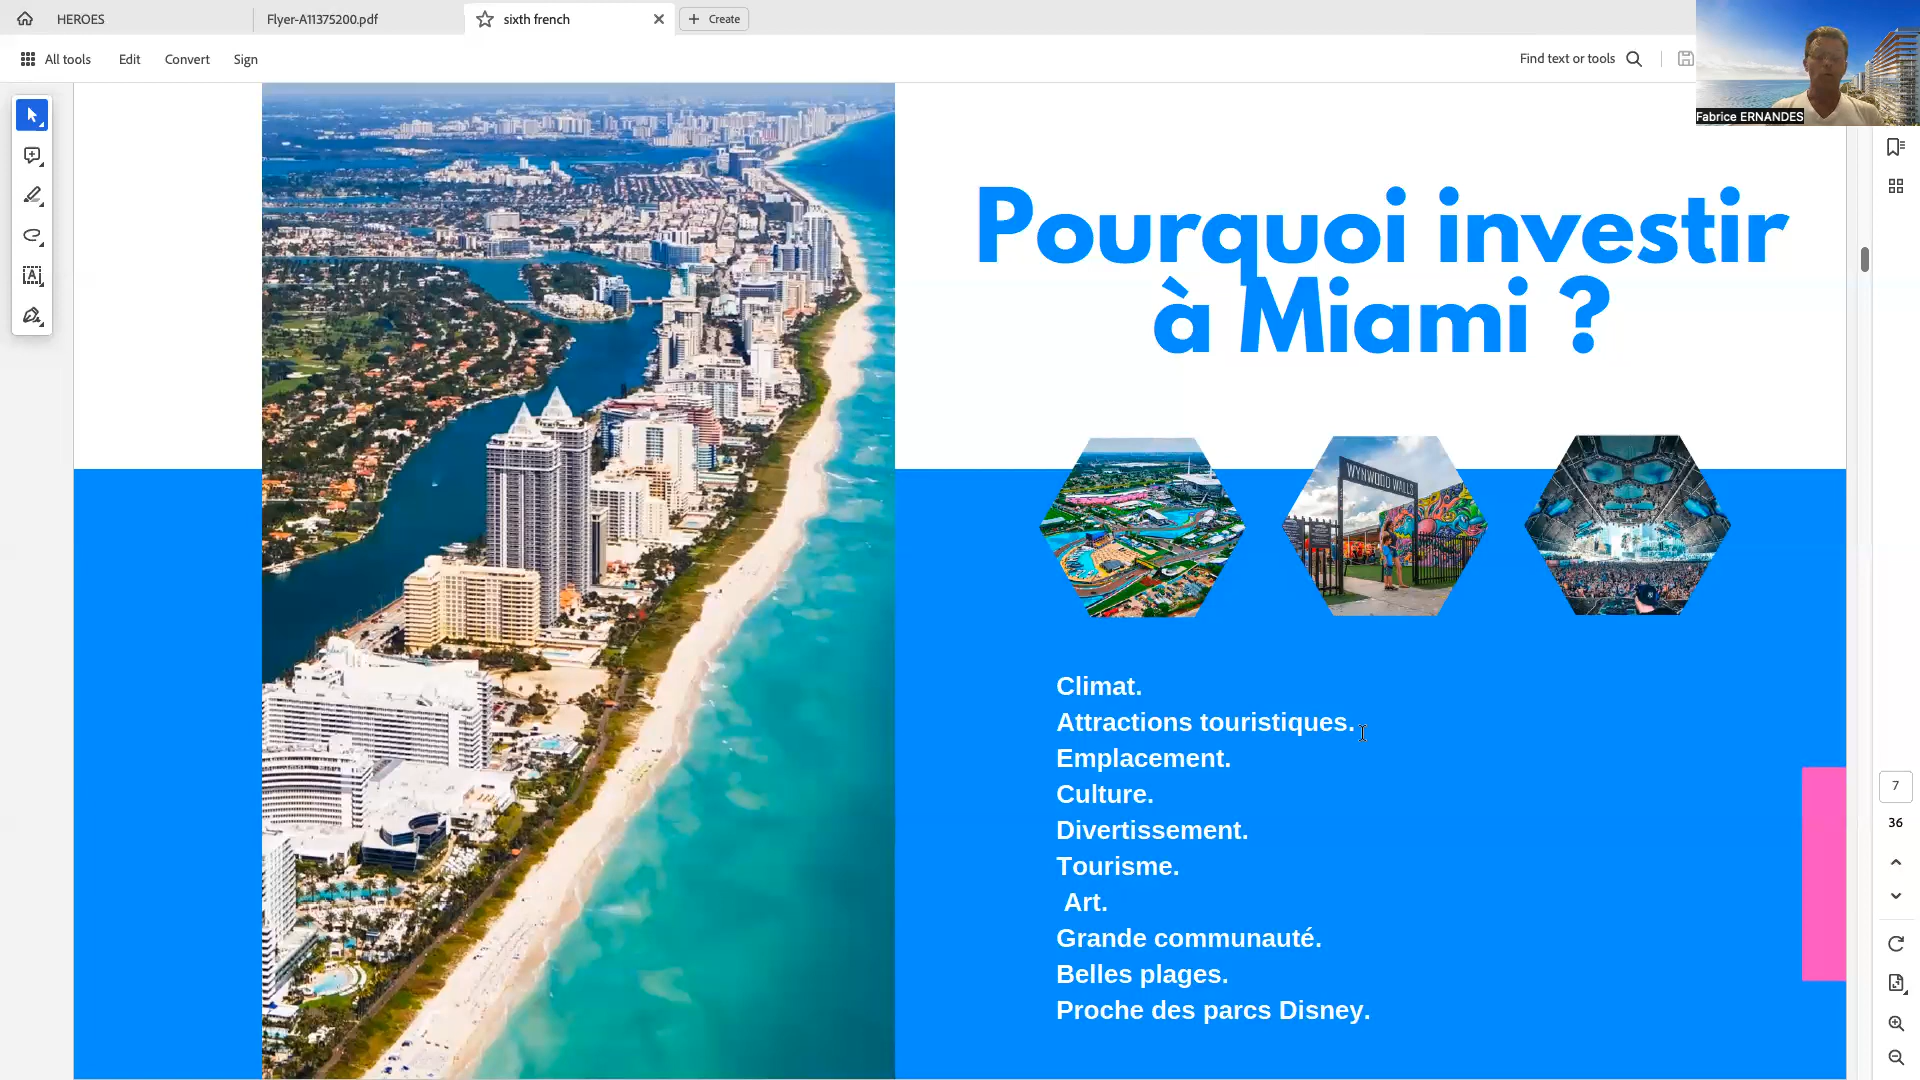 HEROES
Flyer-A11375200.pdf
sixth french
Create
All tools
Edit
Convert
Sign
Find text or tools
Fabrice ERNANDES
Pourquoi investir
à Miami ?
WYNWOOD WALLS
Climat.
Attractions touristiques.
Emplacement.
Culture.
Divertissement.
Tourisme.
Art.
Grande communauté.
Belles plages.
Proche des parcs Disney.
7
36